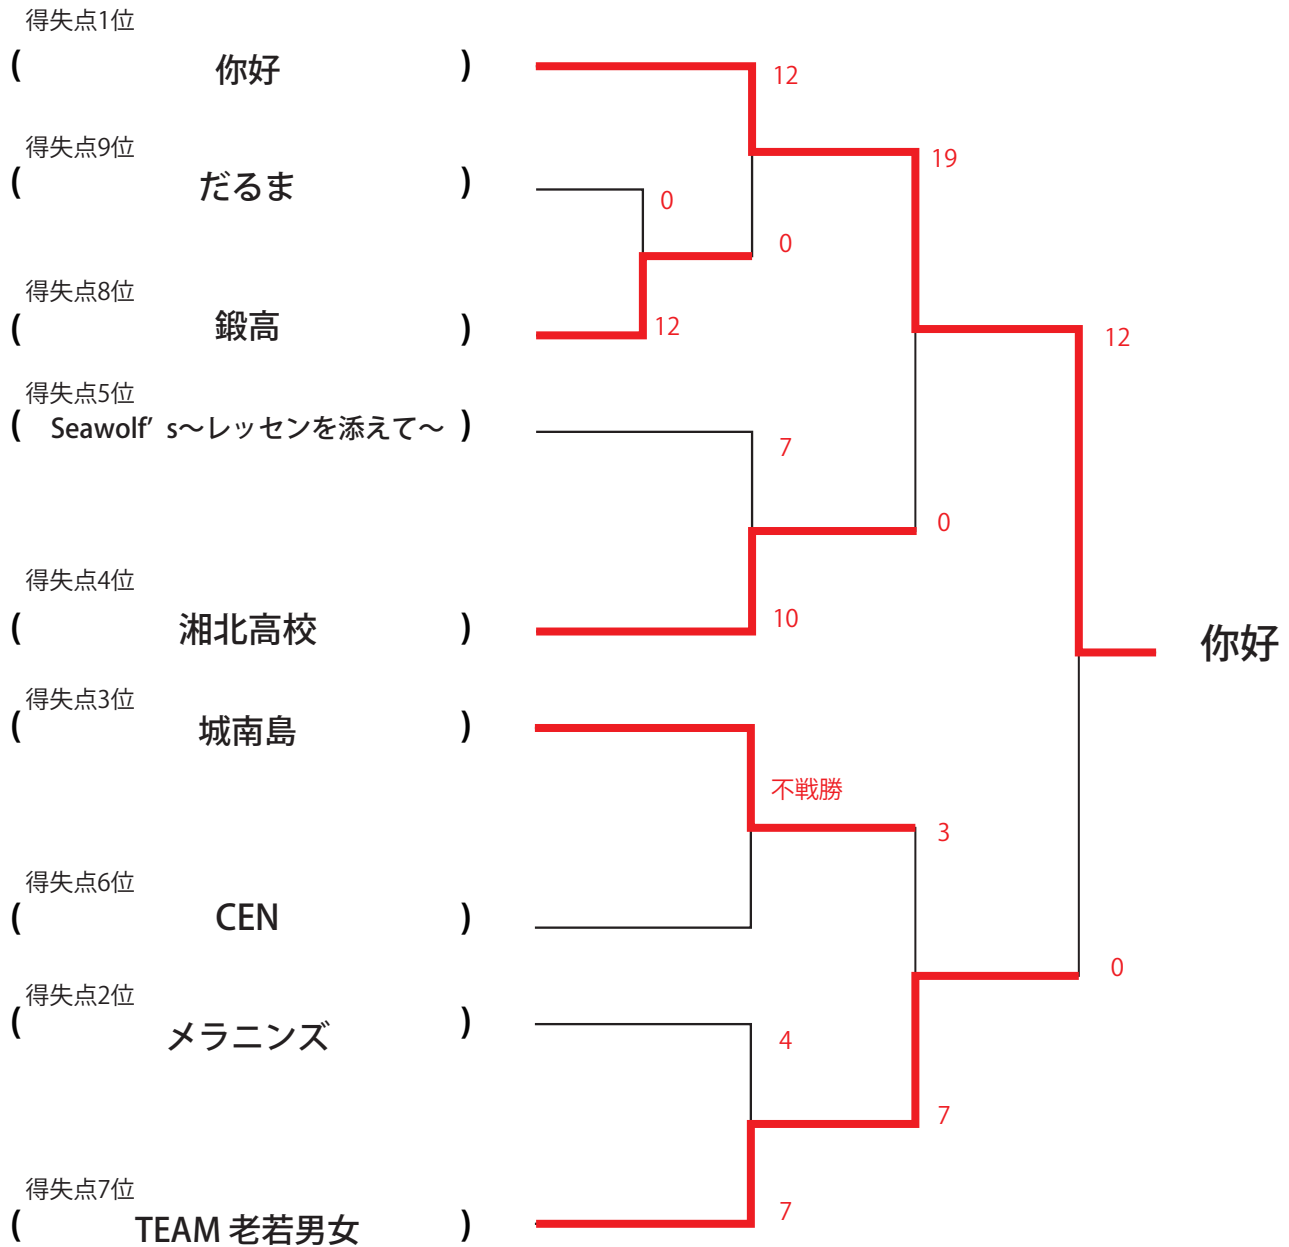 得失点1位
( 你好 )
12
得失点9位
19
( だるま )
0
0
得失点8位
( 鍛高 )
12
12
得失点5位
( Seawolf’s～レッセンを添えて～ )
7
0
得失点4位
( 湘北高校 )
10
你好
得失点3位
( 城南島 )
不戦勝
3
得失点6位
( CEN )
0
得失点2位
( メラニンズ )
4
7
得失点7位
7
( TEAM 老若男女 )